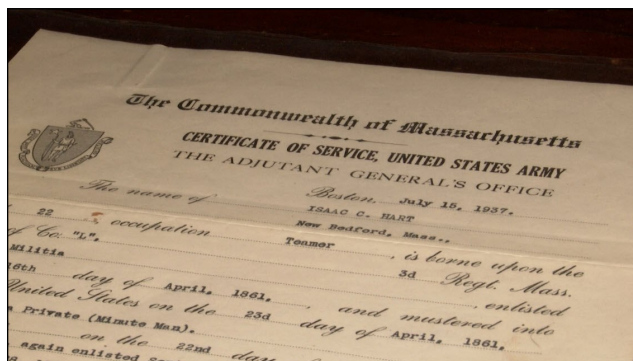 The Commonwealth of Massachusetts
CERTIFICATE OF SERVICE, UNITED STATES ARMY
THE ADJUTANT GENERAL'S OFFICE
Boston, July 15, 1937.
The name of ISAAC C. HART
New Bedford, Mass.,
22 occupation Teamer, is borne upon the
of Co. "L", 3d Regt. Mass.
Militia, enlisted
16th day of April, 1861, and mustered into
United States on the 23d day of April, 1861,
a Private (Minute Man).
on the 22nd day
again enlisted